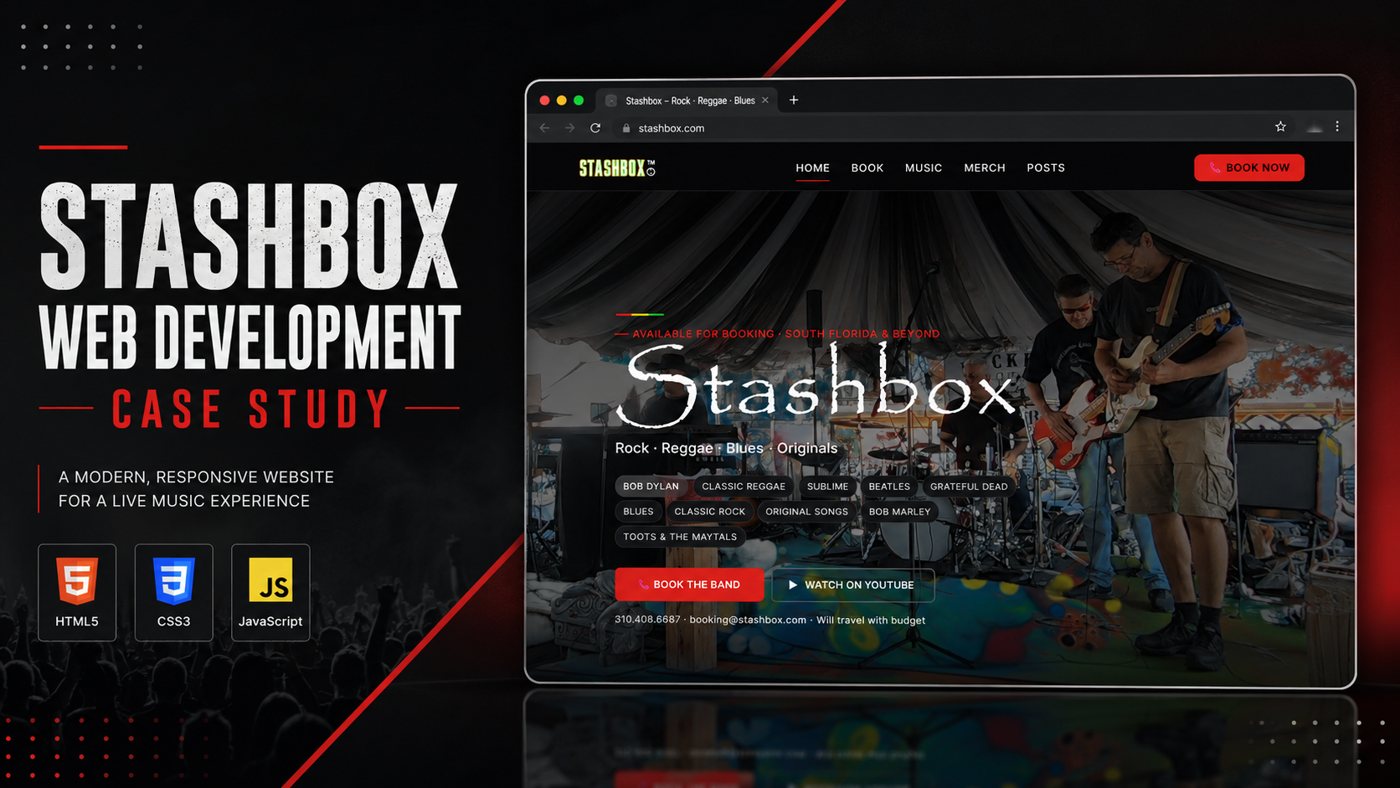 STASHBOX
WEB DEVELOPMENT
CASE STUDY
A MODERN, RESPONSIVE WEBSITE
FOR A LIVE MUSIC EXPERIENCE
5
HTML5
3
CSS3
JS
JavaScript
Stashbox – Rock · Reggae · Blues
stashbox.com
STASHBOX™
HOME BOOK MUSIC MERCH POSTS
BOOK NOW
AVAILABLE FOR BOOKING · SOUTH FLORIDA & BEYOND
Stashbox
Rock · Reggae · Blues · Originals
BOB DYLAN CLASSIC REGGAE SUBLIME BEATLES GRATEFUL DEAD
BLUES CLASSIC ROCK ORIGINAL SONGS BOB MARLEY
TOOTS & THE MAYTALS
BOOK THE BAND WATCH ON YOUTUBE
310.408.6687 · booking@stashbox.com · Will travel with budget